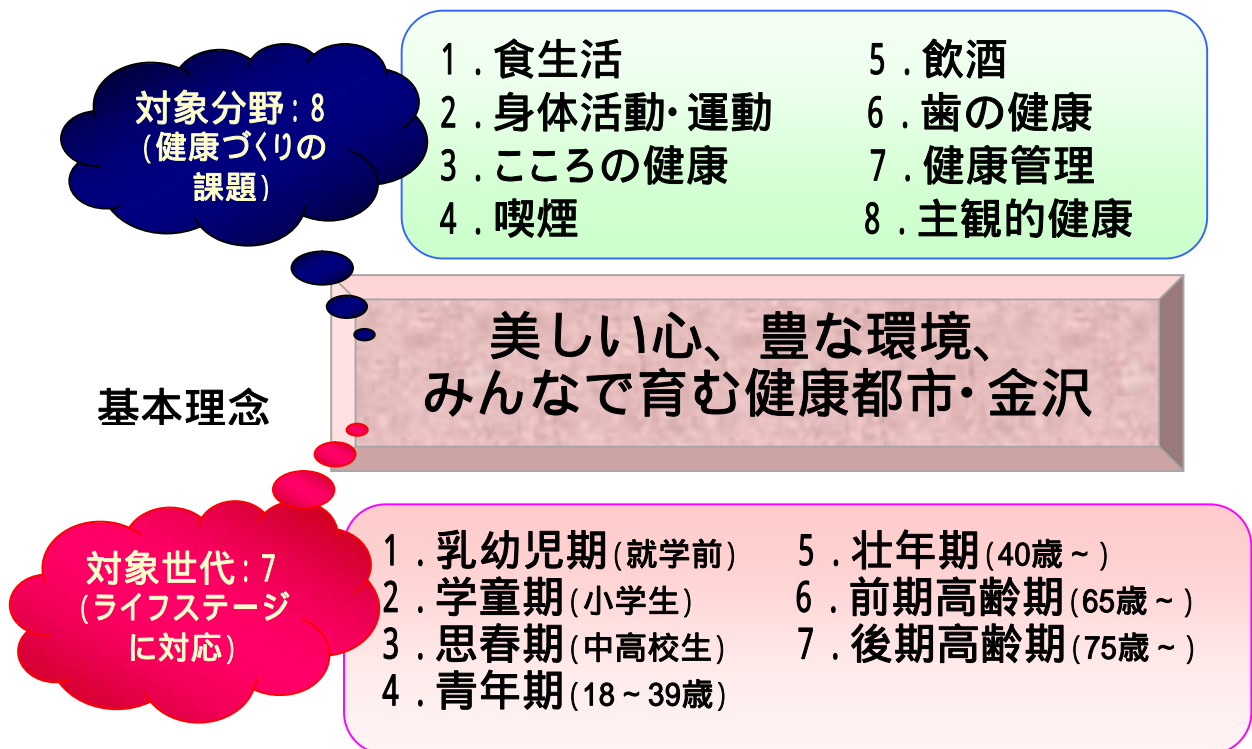 対象分野:8
(健康づくりの
課題)
1.食生活
2.身体活動・運動
3.こころの健康
4.喫煙
5.飲酒
6.歯の健康
7.健康管理
8.主観的健康
基本理念
美しい心、豊な環境、
みんなで育む健康都市・金沢
対象世代:7
(ライフステージ
に対応)
1.乳幼児期(就学前)
2.学童期(小学生)
3.思春期(中高校生)
4.青年期(18~39歳)
5.壮年期(40歳~)
6.前期高齢期(65歳~)
7.後期高齢期(75歳~)